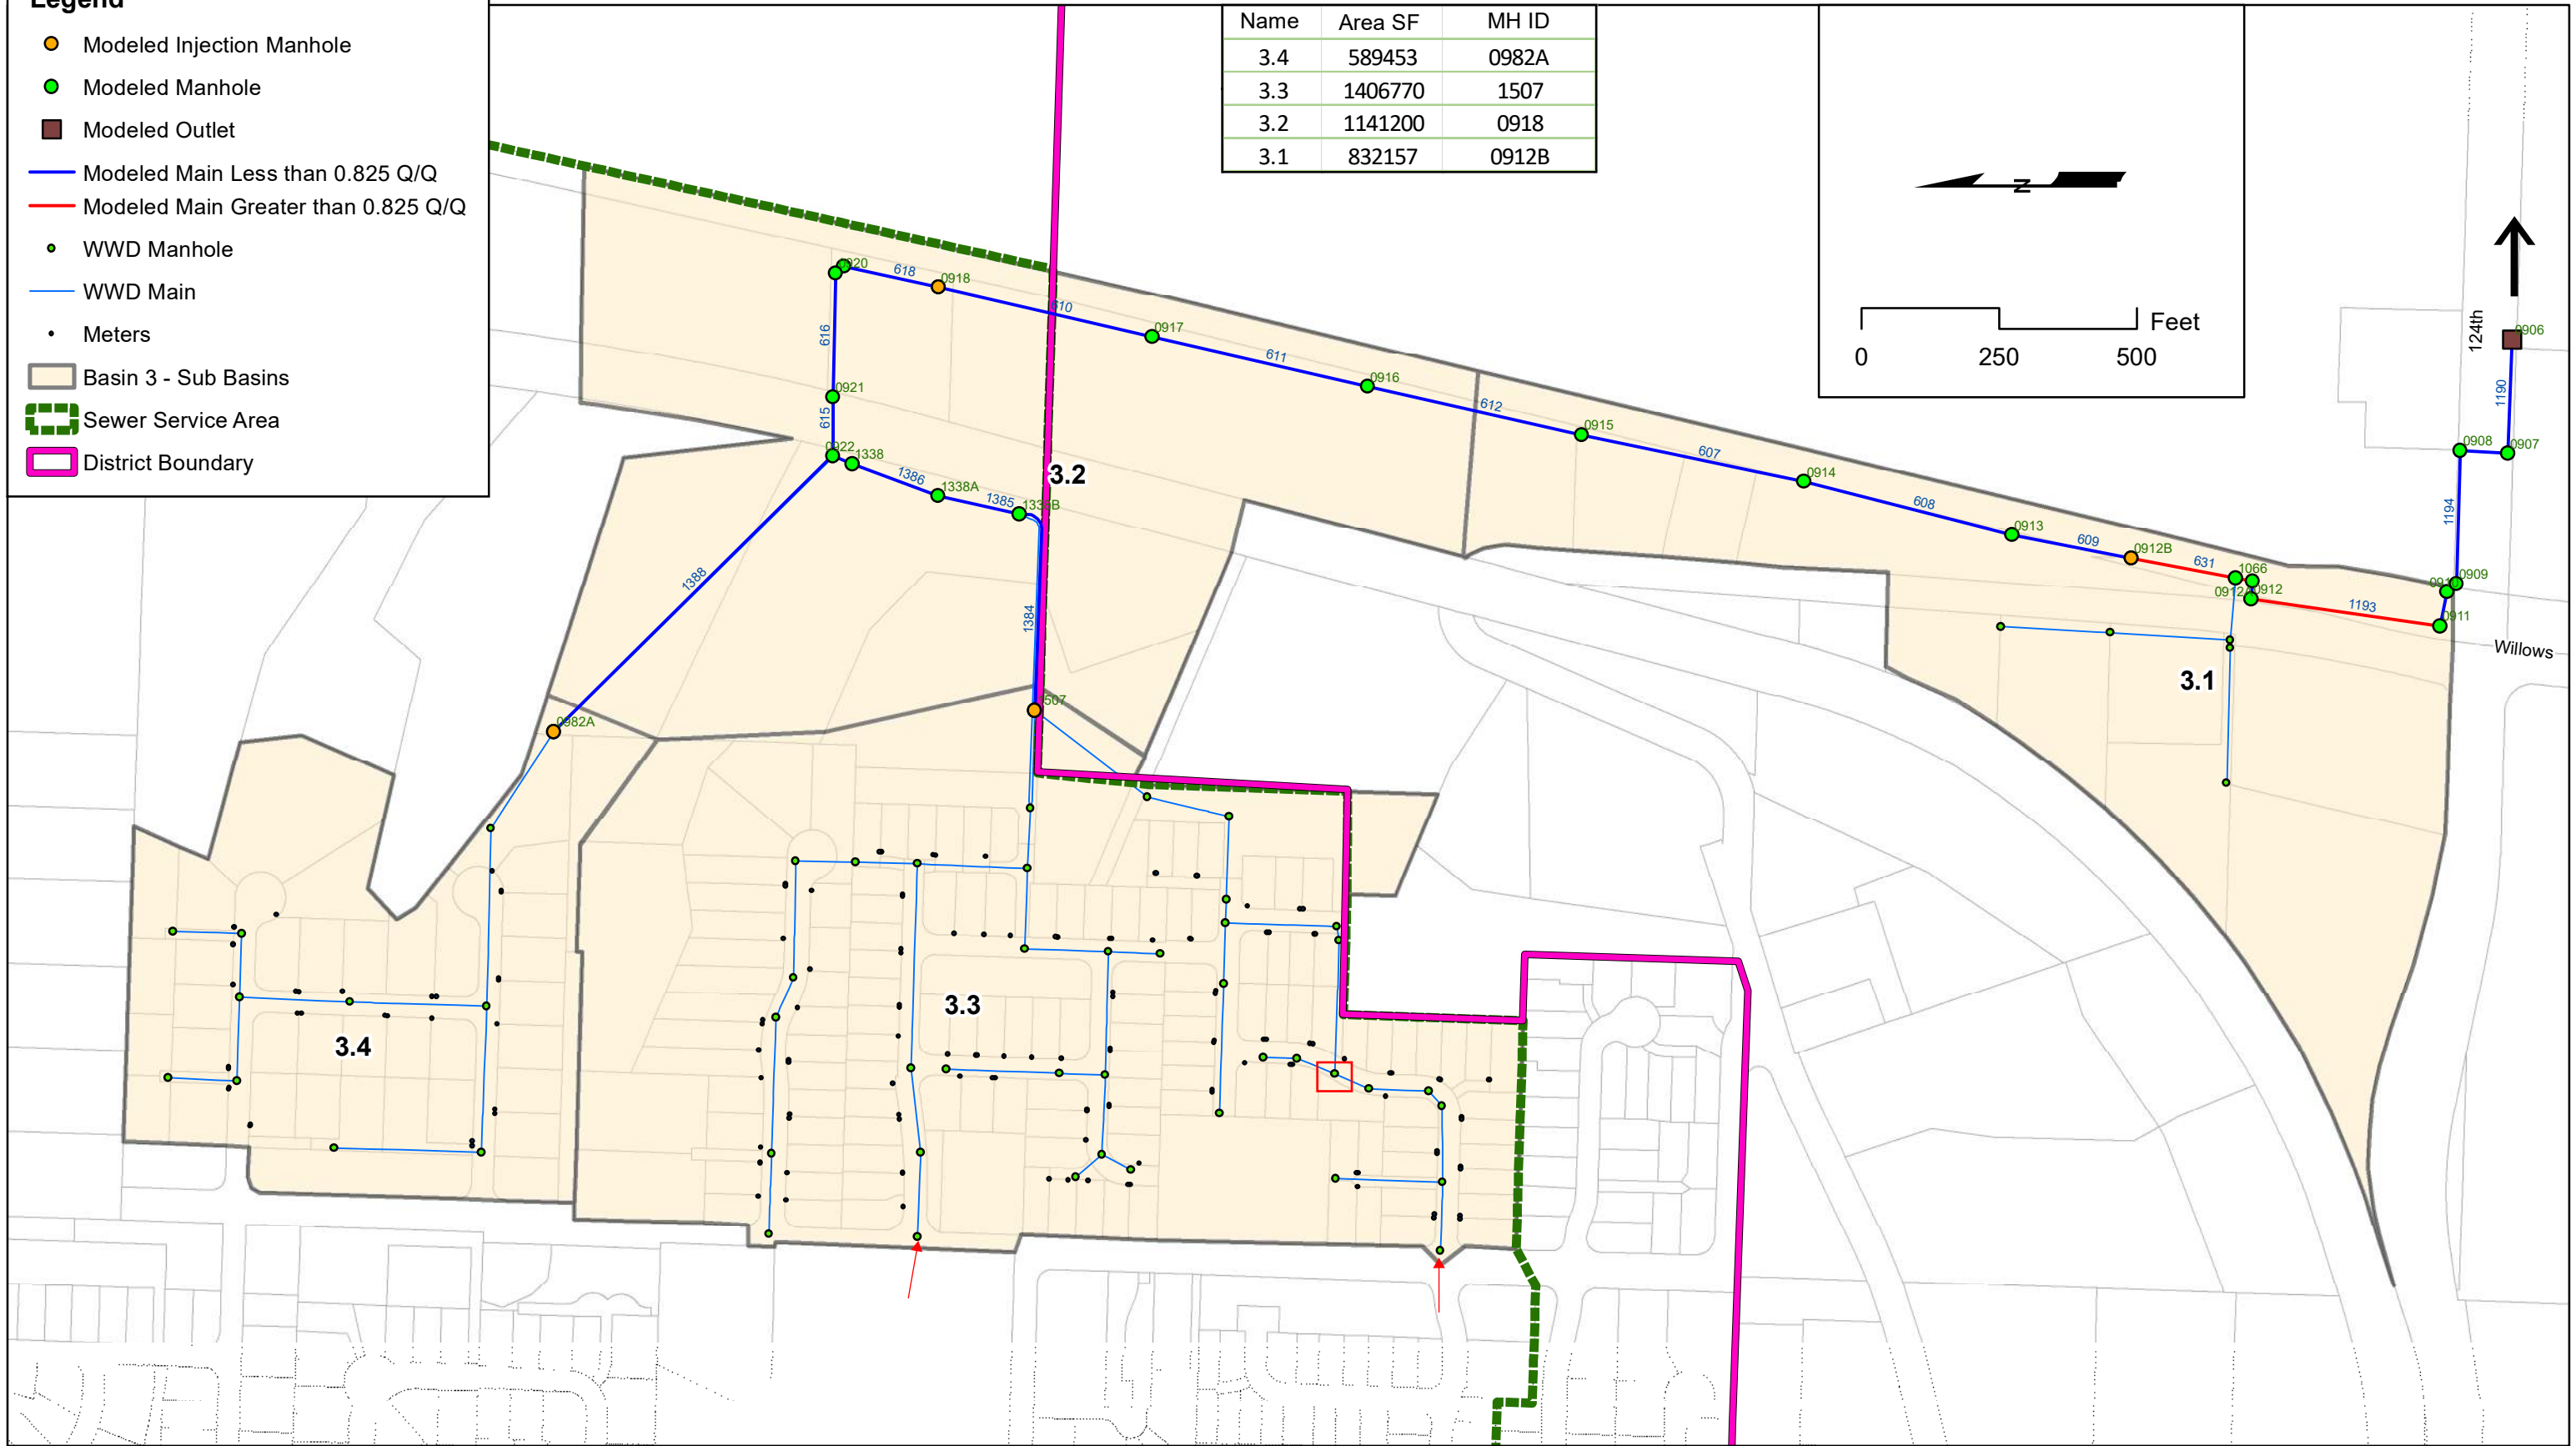 Legend
Modeled Injection Manhole
Modeled Manhole
Modeled Outlet
Modeled Main Less than 0.825 Q/Q
Modeled Main Greater than 0.825 Q/Q
WWD Manhole
WWD Main
Meters
Basin 3 - Sub Basins
Sewer Service Area
District Boundary
Name Area SF MH ID
3.4 589453 0982A
3.3 1406770 1507
3.2 1141200 0918
3.1 832157 0912B
N
Feet
0 250 500
124th
0906
1190
0908
0907
1194
0909
0911
Willows
618
0918
610
0917
611
0916
612
0915
607
0914
608
0913
609
0912B
631
1066
0912
1193
616
0921
615
0922
1338
1386
1338A
1385
1388
1384
0982A
3.2
3.1
3.3
3.4